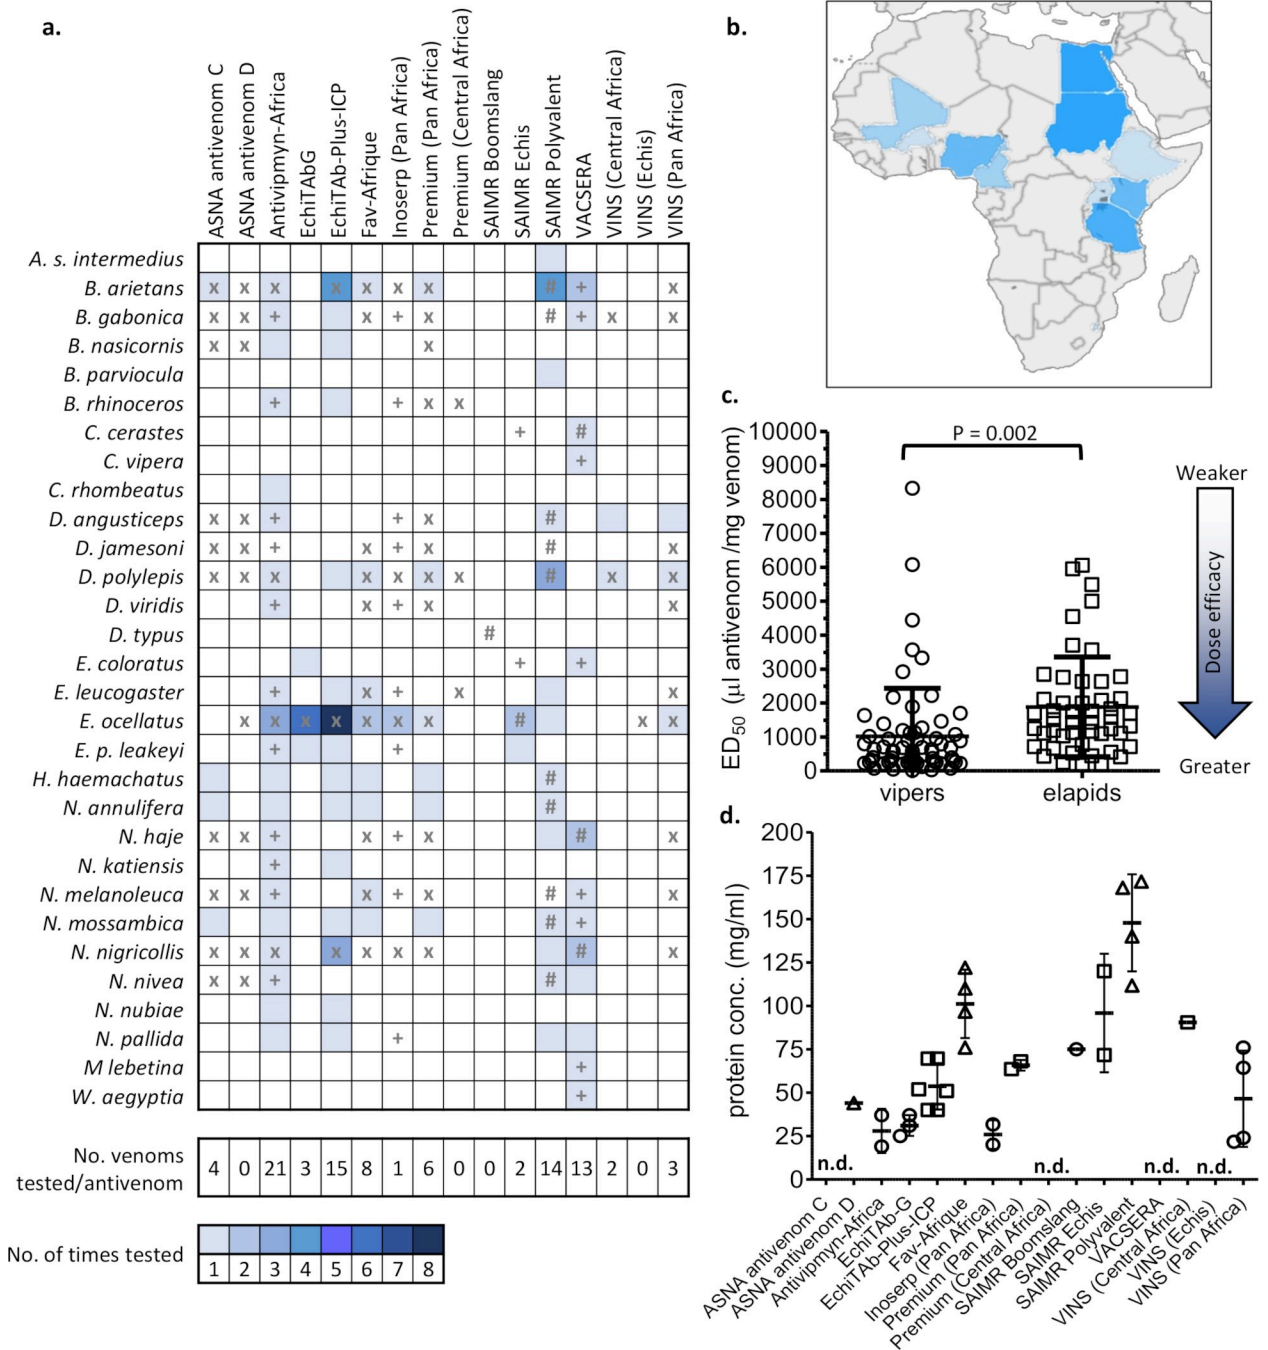 a.
ASNA antivenom C
ASNA antivenom D
Antivipmyn-Africa
EchiTAbG
EchiTAb-Plus-ICP
Fav-Afrique
Inoserp (Pan Africa)
Premium (Pan Africa)
Premium (Central Africa)
SAIMR Boomslang
SAIMR Echis
SAIMR Polyvalent
VACSERA
VINS (Central Africa)
VINS (Echis)
VINS (Pan Africa)
A. s. intermedius
B. arietans x x x x x x x # + x
B. gabonica x x + x + x # + x x
B. nasicornis x x x
B. parviocula
B. rhinoceros + + x x
C. cerastes + #
C. vipera +
C. rhombeatus
D. angusticeps x x + + x #
D. jamesoni x x + x + x # x
D. polylepis x x x x x x x # x x
D. viridis + x + x x
D. typus #
E. coloratus + +
E. leucogaster + x + x x
E. ocellatus x x x x x x x # x x
E. p. leakeyi + +
H. haemachatus #
N. annulifera #
N. haje x x + x + x # x
N. katiensis +
N. melanoleuca x x + x + x # + x
N. mossambica # +
N. nigricollis x x x x x x x # x
N. nivea x x + #
N. nubiae
N. pallida +
M lebetina +
W. aegyptia +
No. venoms
tested/antivenom
4 0 21 3 15 8 1 6 0 0 2 14 13 2 0 3
No. of times tested
1 2 3 4 5 6 7 8
b.
c.
ED50 (µl antivenom /mg venom)
10000
9000
8000
7000
6000
5000
4000
3000
2000
1000
0
P = 0.002
vipers elapids
Weaker
Dose efficacy
Greater
d.
protein conc. (mg/ml)
200
175
150
125
100
75
50
25
0
n.d. n.d. n.d. n.d.
ASNA antivenom C
ASNA antivenom D
Antivipmyn-Africa
EchiTAb-G
EchiTAb-Plus-ICP
Fav-Afrique
Inoserp (Pan Africa)
Premium (Pan Africa)
Premium (Central Africa)
SAIMR Boomslang
SAIMR Echis
SAIMR Polyvalent
VACSERA
VINS (Central Africa)
VINS (Echis)
VINS (Pan Africa)